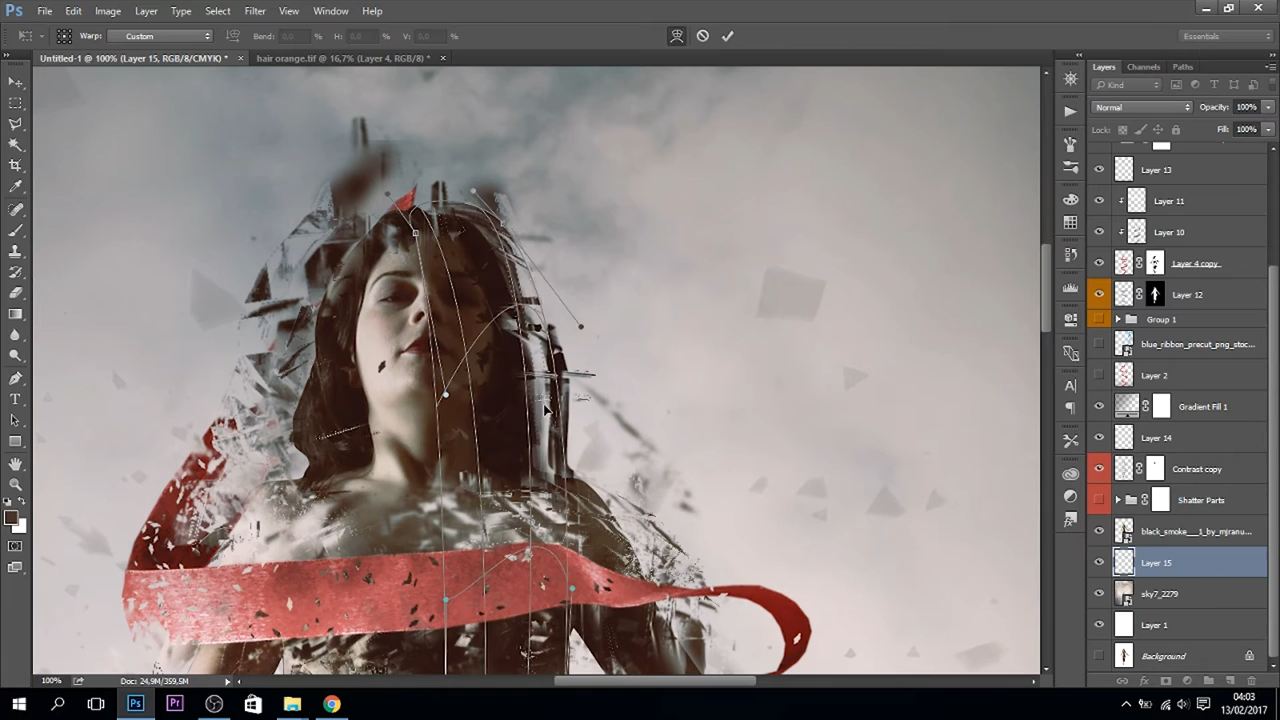 Ps File Edit Image Layer Type Select Filter View Window Help
Warp: Custom Bend: 0,0 % H: 0,0 % V: 0,0 % Essentials
Untitled-1 @ 100% (Layer 15, RGB/8/CMYK) * × hair orange.tif @ 16,7% (Layer 4, RGB/8) * ×
Layers Channels Paths
Kind
Normal Opacity: 100%
Lock: Fill: 100%
Layer 13
Layer 11
Layer 10
Layer 4 copy
Layer 12
Group 1
blue_ribbon_precut_png_stoc...
Layer 2
Gradient Fill 1
Layer 14
Contrast copy
Shatter Parts
black_smoke___1_by_mjranu...
Layer 15
sky7_2279
Layer 1
Background
100% Doc: 24,9M/359,5M
Ps Pr
04:03
13/02/2017